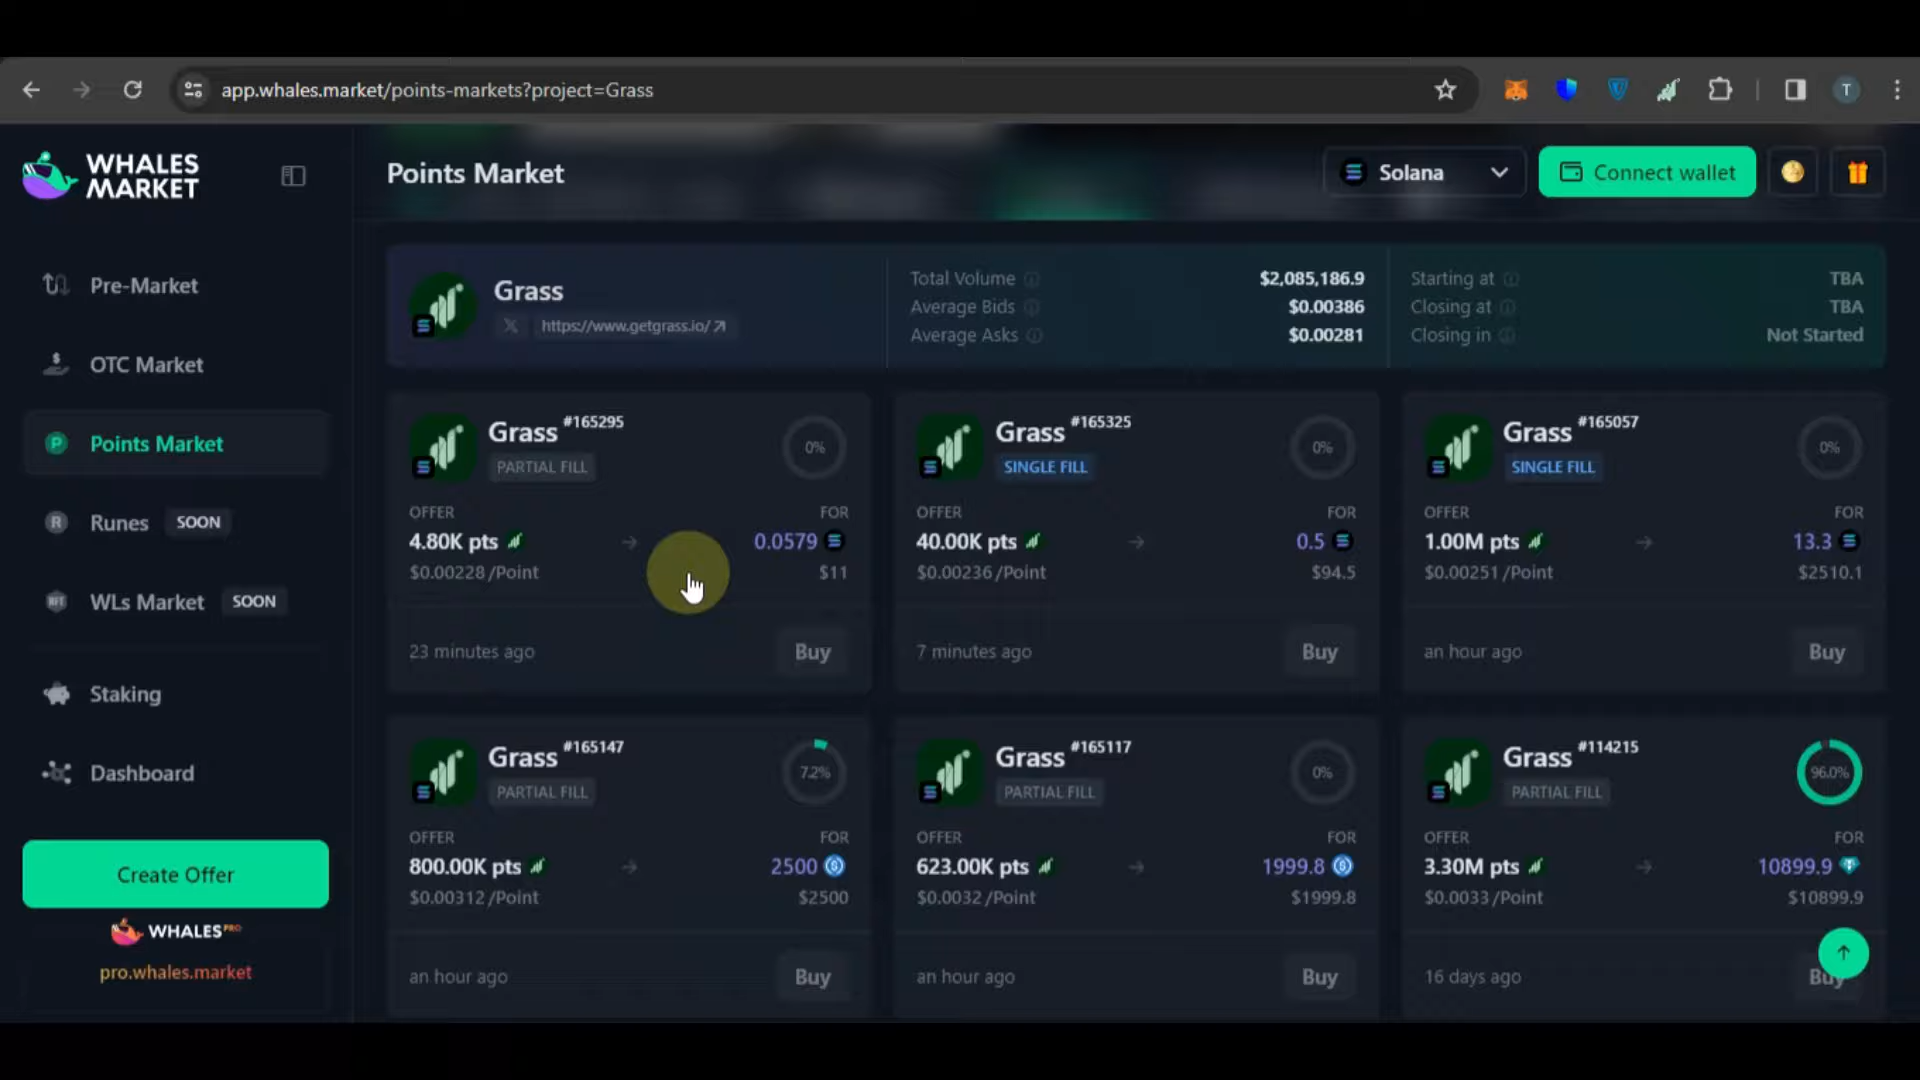 app.whales.market/points-markets?project=Grass
T
WHALES
MARKET
Points Market
Solana
Connect wallet
Pre-Market
OTC Market
Points Market
Runes SOON
WLs Market SOON
Staking
Dashboard
Create Offer
WHALES PRO
pro.whales.market
Grass
https://www.getgrass.io/
Total Volume $2,085,186.9
Average Bids $0.00386
Average Asks $0.00281
Starting at TBA
Closing at TBA
Closing in Not Started
Grass #165295
PARTIAL FILL
0%
OFFER FOR
4.80K pts 0.0579
$0.00228 /Point $11
23 minutes ago Buy
Grass #165325
SINGLE FILL
0%
OFFER FOR
40.00K pts 0.5
$0.00236 /Point $94.5
7 minutes ago Buy
Grass #165057
SINGLE FILL
0%
OFFER FOR
1.00M pts 13.3
$0.00251 /Point $2510.1
an hour ago Buy
Grass #165147
PARTIAL FILL
7.2%
OFFER FOR
800.00K pts 2500
$0.00312 /Point $2500
an hour ago Buy
Grass #165117
PARTIAL FILL
0%
OFFER FOR
623.00K pts 1999.8
$0.0032 /Point $1999.8
an hour ago Buy
Grass #114215
PARTIAL FILL
96.0%
OFFER FOR
3.30M pts 10899.9
$0.0033 /Point $10899.9
16 days ago Buy